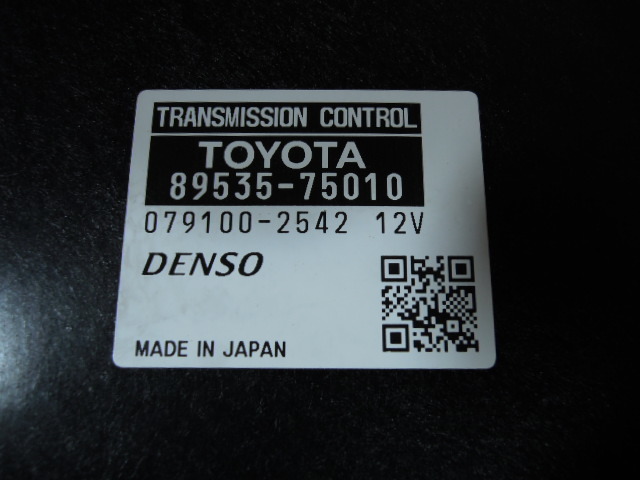 TRANSMISSION CONTROL
TOYOTA
89535-75010
079100-2542 12V
DENSO
MADE IN JAPAN